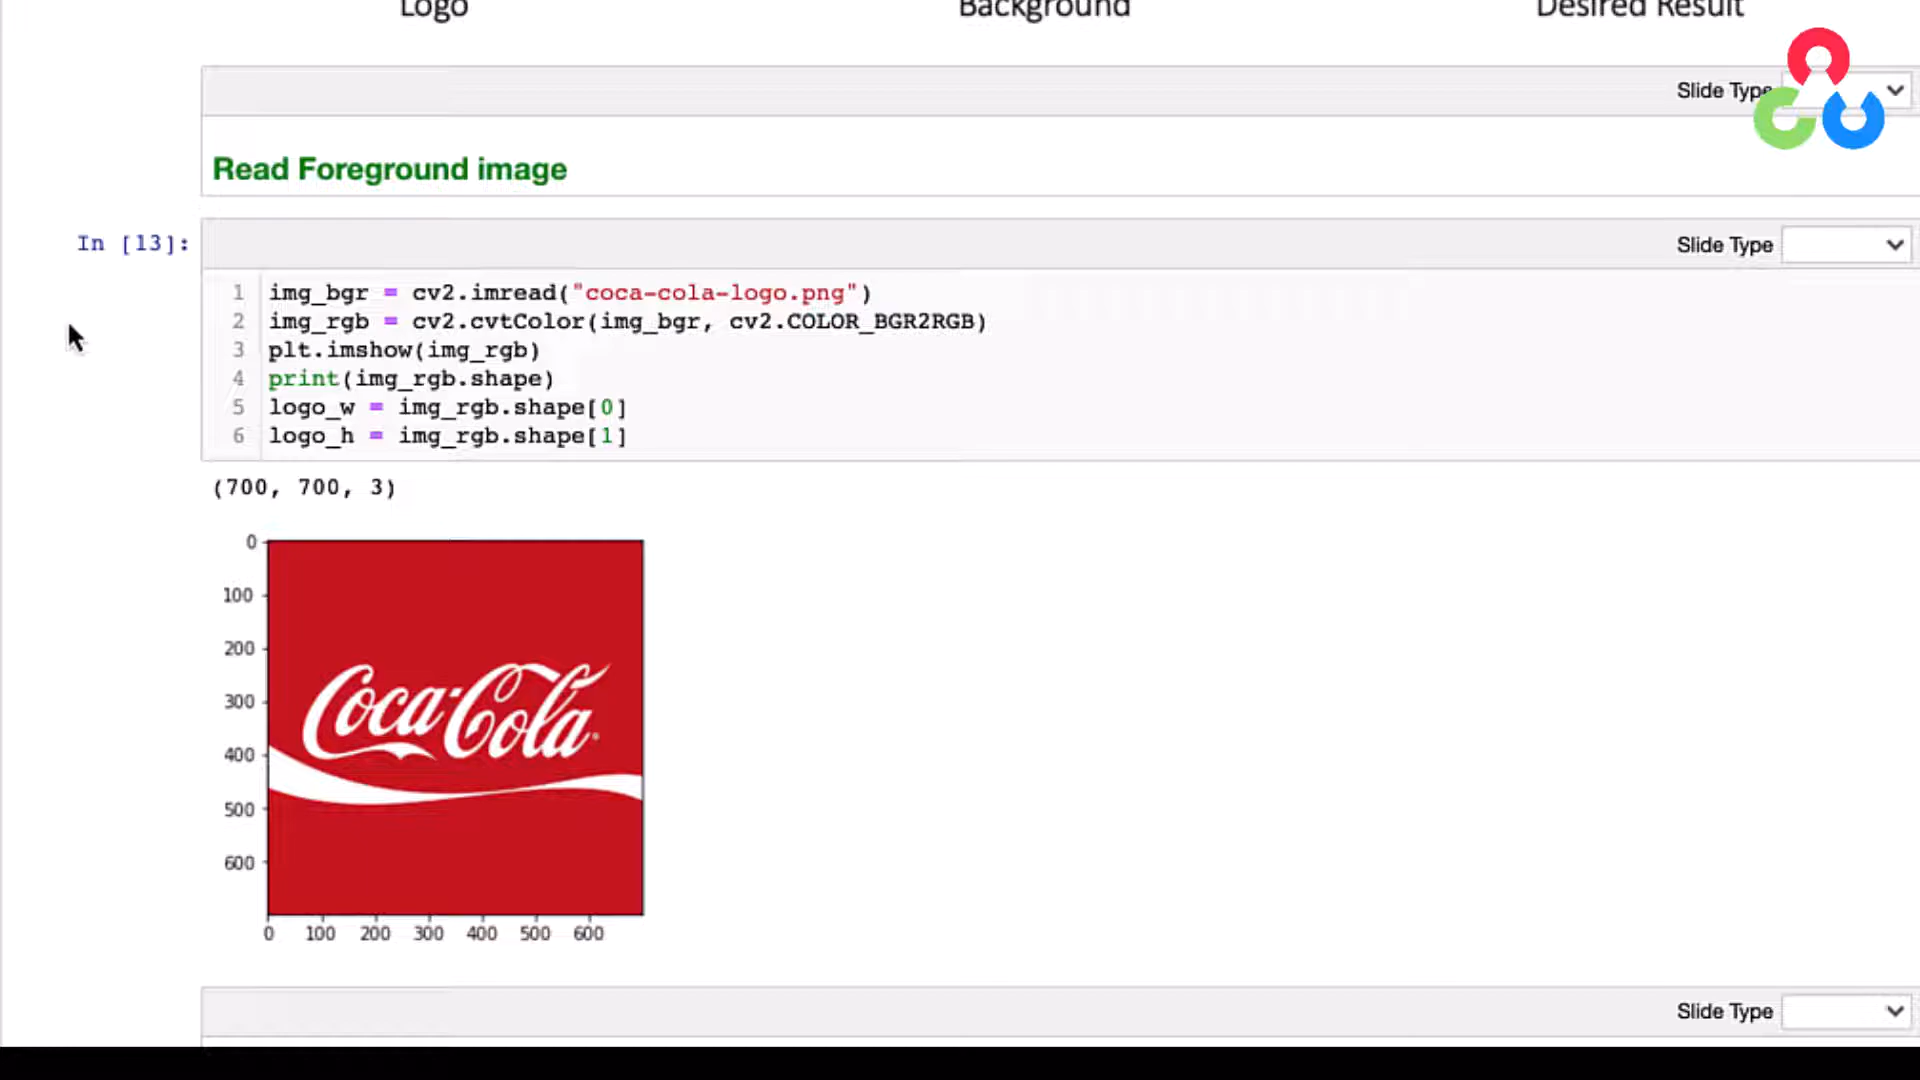 Logo Background Desired Result
Slide Type
Read Foreground image
In [13]:
Slide Type
1 img_bgr = cv2.imread("coca-cola-logo.png")
2 img_rgb = cv2.cvtColor(img_bgr, cv2.COLOR_BGR2RGB)
3 plt.imshow(img_rgb)
4 print(img_rgb.shape)
5 logo_w = img_rgb.shape[0]
6 logo_h = img_rgb.shape[1]
(700, 700, 3)
0
100
200
300
400
500
600
Coca-Cola
0 100 200 300 400 500 600
Slide Type